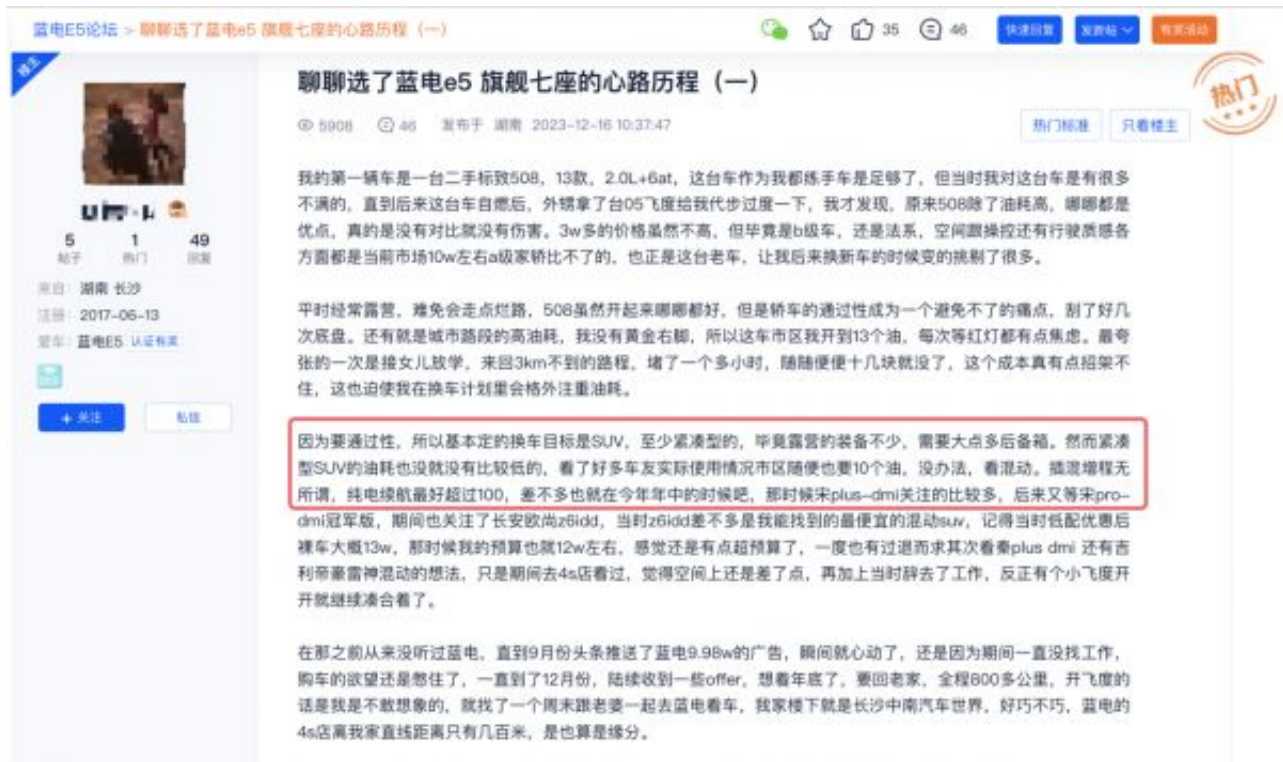 蓝电E5论坛 > 聊聊选了蓝电e5 旗舰七座的心路历程（一）
35
46
快速回复
发新帖
有奖活动
楼主
聊聊选了蓝电e5 旗舰七座的心路历程（一）
热门
5908 46 发布于 湖南 2023-12-16 10:37:47
热门标准
只看楼主
5 1 49
帖子 热门 回复
来自: 湖南 长沙
注册: 2017-06-13
爱车: 蓝电E5 认证有奖
+ 关注
私信
我的第一辆车是一台二手标致508，13款，2.0L+6at，这台车作为我都练手车是足够了，但当时我对这台车是有很多
不满的，直到后来这台车自燃后，外甥拿了台05飞度给我代步过度一下，我才发现，原来508除了油耗高，哪哪都是
优点，真的是没有对比就没有伤害。3w多的价格虽然不高，但毕竟是b级车，还是法系，空间跟操控还有行驶质感各
方面都是当前市场10w左右a级家轿比不了的，也正是这台老车，让我后来换新车的时候变的挑剔了很多。
平时经常露营，难免会走点烂路，508虽然开起来哪哪都好，但是轿车的通过性成为一个避免不了的痛点，刮了好几
次底盘。还有就是城市路段的高油耗，我没有黄金右脚，所以这车市区我开到13个油，每次等红灯都有点焦虑。最夸
张的一次是接女儿放学，来回3km不到的路程，堵了一个多小时，随随便便十几块就没了，这个成本真有点招架不
住，这也迫使我在换车计划里会格外注重油耗。
因为要通过性，所以基本定的换车目标是SUV，至少紧凑型的，毕竟露营的装备不少，需要大点多后备箱。然而紧凑
型SUV的油耗也没就没有比较低的，看了好多车友实际使用情况市区随便也要10个油，没办法，看混动。插混增程无
所谓，纯电续航最好超过100，差不多也就在今年年中的时候吧，那时候宋plus-dmi关注的比较多，后来又等宋pro-
dmi冠军版，期间也关注了长安欧尚z6idd，当时z6idd差不多是我能找到的最便宜的混动suv，记得当时低配优惠后
裸车大概13w，那时候我的预算也就12w左右，感觉还是有点超预算了，一度也有过退而求其次看秦plus dmi 还有吉
利帝豪雷神混动的想法，只是期间去4s店看过，觉得空间上还是差了点，再加上当时辞去了工作，反正有个小飞度开
开就继续凑合着了。
在那之前从来没听过蓝电，直到9月份头条推送了蓝电9.98w的广告，瞬间就心动了，还是因为期间一直没找工作，
购车的欲望还是憋住了，一直到了12月份，陆续收到一些offer，想着年底了，要回老家，全程800多公里，开飞度的
话是我是不敢想象的，就找了一个周末跟老婆一起去蓝电看车，我家楼下就是长沙中南汽车世界，好巧不巧，蓝电的
4s店离我家直线距离只有几百米，是也算是缘分。